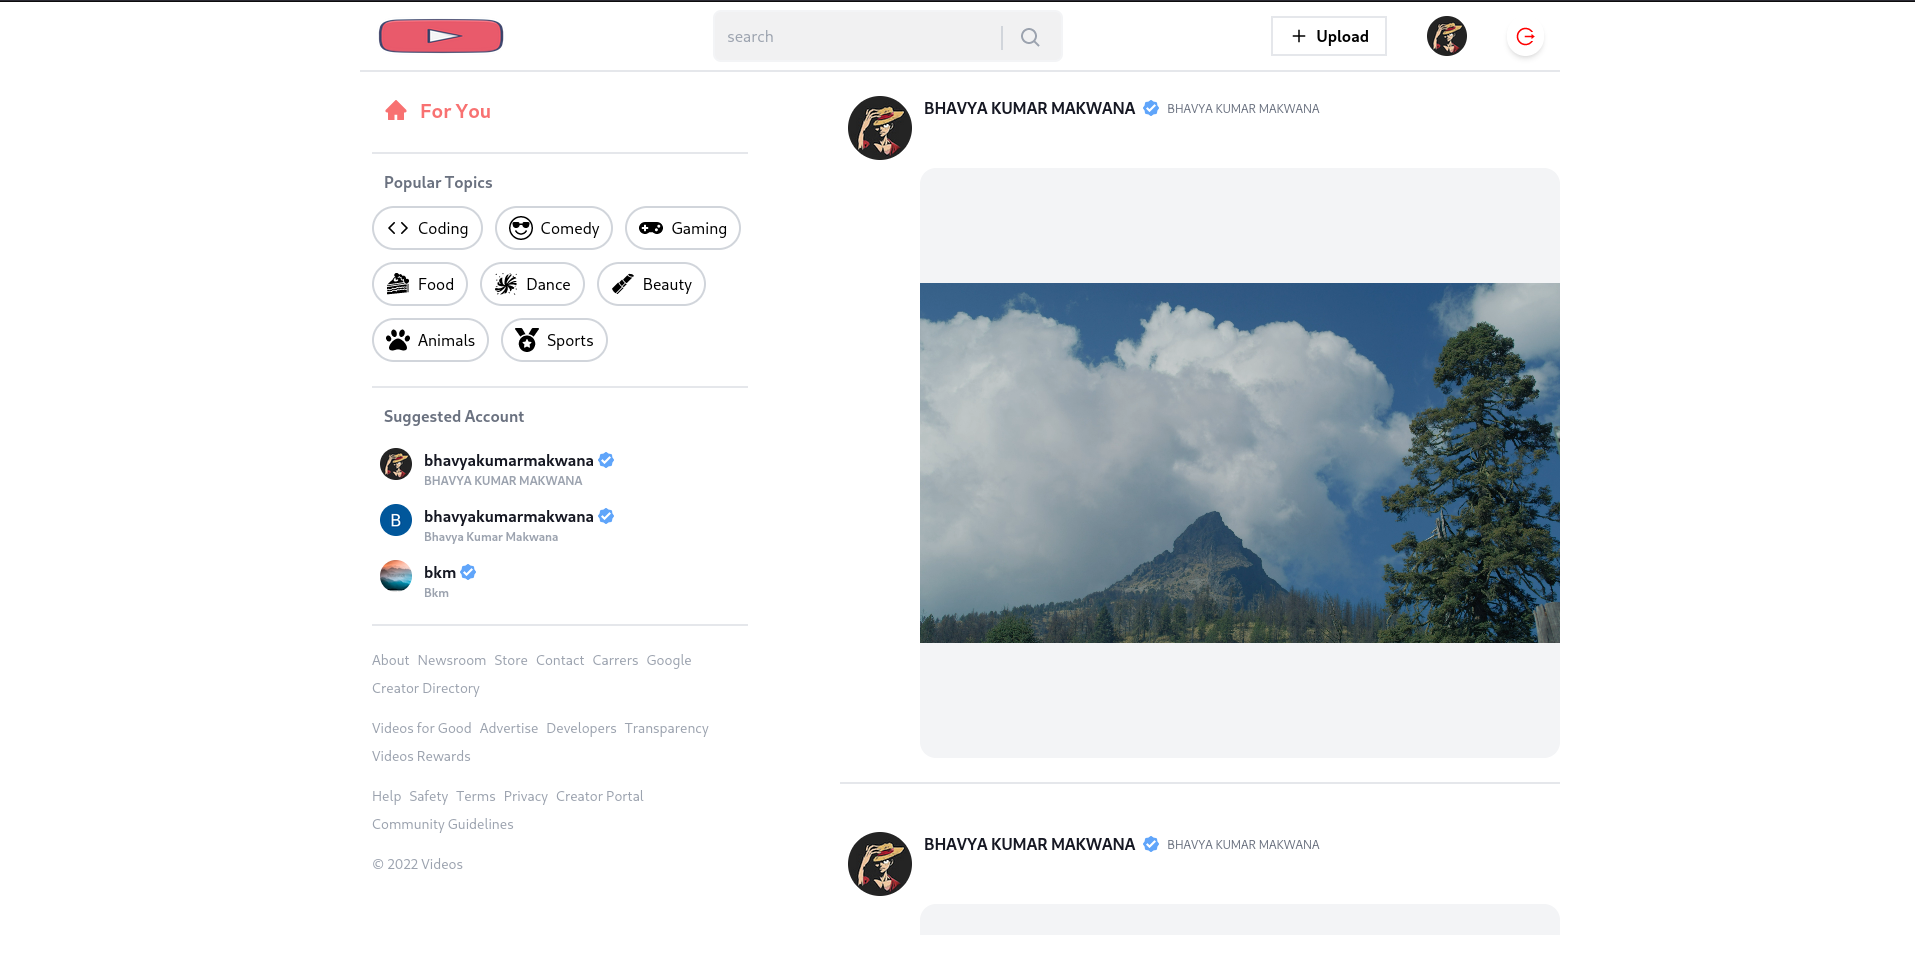 search
Upload
For You
BHAVYA KUMAR MAKWANA BHAVYA KUMAR MAKWANA
Popular Topics
Coding Comedy Gaming
Food Dance Beauty
Animals Sports
Suggested Account
bhavyakumarmakwana
BHAVYA KUMAR MAKWANA
B
bhavyakumarmakwana
Bhavya Kumar Makwana
bkm
Bkm
About Newsroom Store Contact Carrers Google
Creator Directory
Videos for Good Advertise Developers Transparency
Videos Rewards
Help Safety Terms Privacy Creator Portal
Community Guidelines
© 2022 Videos
BHAVYA KUMAR MAKWANA BHAVYA KUMAR MAKWANA